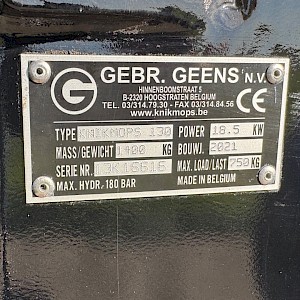 G GEBR. GEENS N.V.
HINNENBOOMSTRAAT 5
B-2320 HOOGSTRATEN BELGIUM
TEL. 03/314.79.30 - FAX 03/314.84.56
www.knikmops.be CE
TYPE KNIKMOPS 130 POWER 18.5 KW
MASS/GEWICHT 1400 KG BOUWJ. 2021
SERIE NR. MAX. LOAD/LAST 750 KG
MAX. HYDR. 180 BAR MADE IN BELGIUM